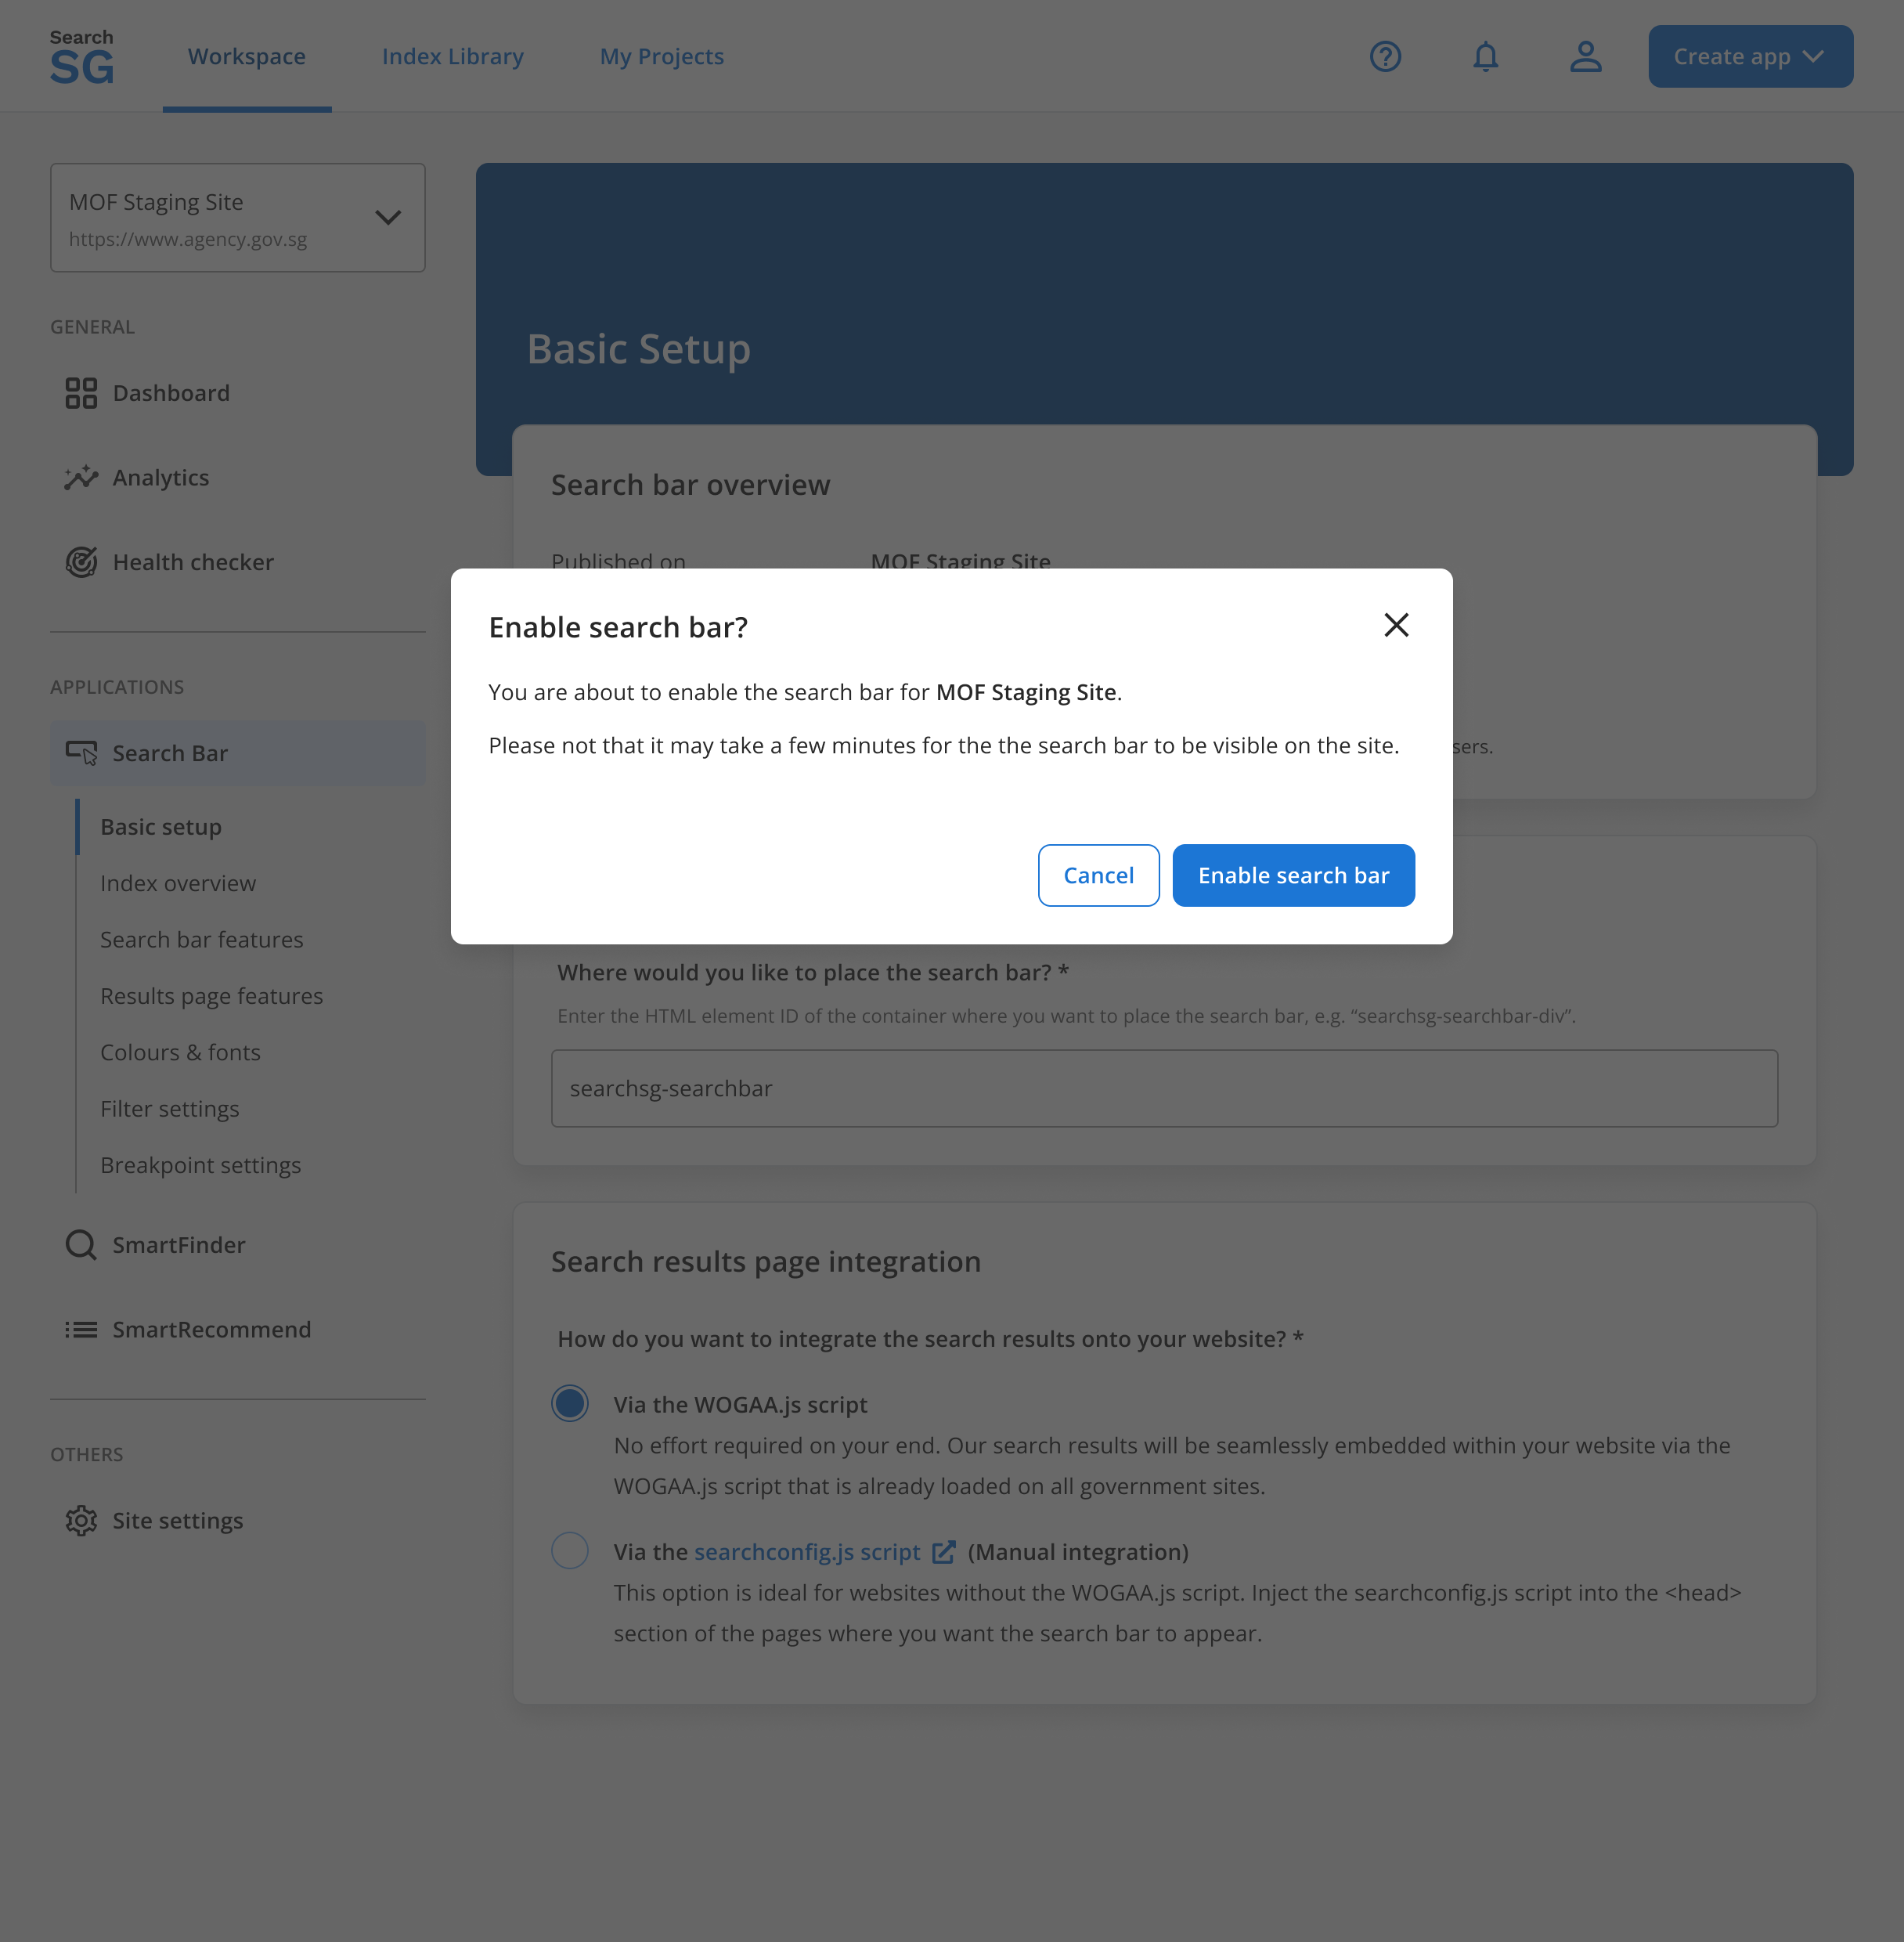 Search
SG
Workspace
Index Library
My Projects
Create app
MOF Staging Site
https://www.agency.gov.sg
GENERAL
Dashboard
Analytics
Health checker
APPLICATIONS
Search Bar
Basic setup
Index overview
Search bar features
Results page features
Colours & fonts
Filter settings
Breakpoint settings
SmartFinder
SmartRecommend
OTHERS
Site settings
Basic Setup
Search bar overview
Published on
MOF Staging Site
Enable search bar?
You are about to enable the search bar for MOF Staging Site.
Please not that it may take a few minutes for the the search bar to be visible on the site.
sers.
Cancel
Enable search bar
Where would you like to place the search bar? *
Enter the HTML element ID of the container where you want to place the search bar, e.g. “searchsg-searchbar-div”.
searchsg-searchbar
Search results page integration
How do you want to integrate the search results onto your website? *
Via the WOGAA.js script
No effort required on your end. Our search results will be seamlessly embedded within your website via the
WOGAA.js script that is already loaded on all government sites.
Via the searchconfig.js script (Manual integration)
This option is ideal for websites without the WOGAA.js script. Inject the searchconfig.js script into the <head>
section of the pages where you want the search bar to appear.